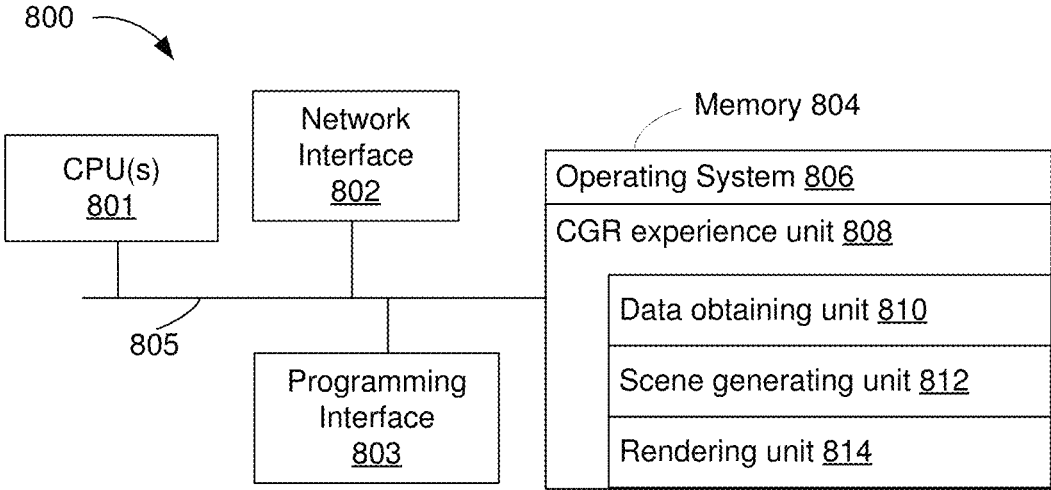 800
CPU(s)
801
Network
Interface
802
Memory 804
Operating System 806
CGR experience unit 808
Data obtaining unit 810
Scene generating unit 812
Rendering unit 814
805
Programming
Interface
803